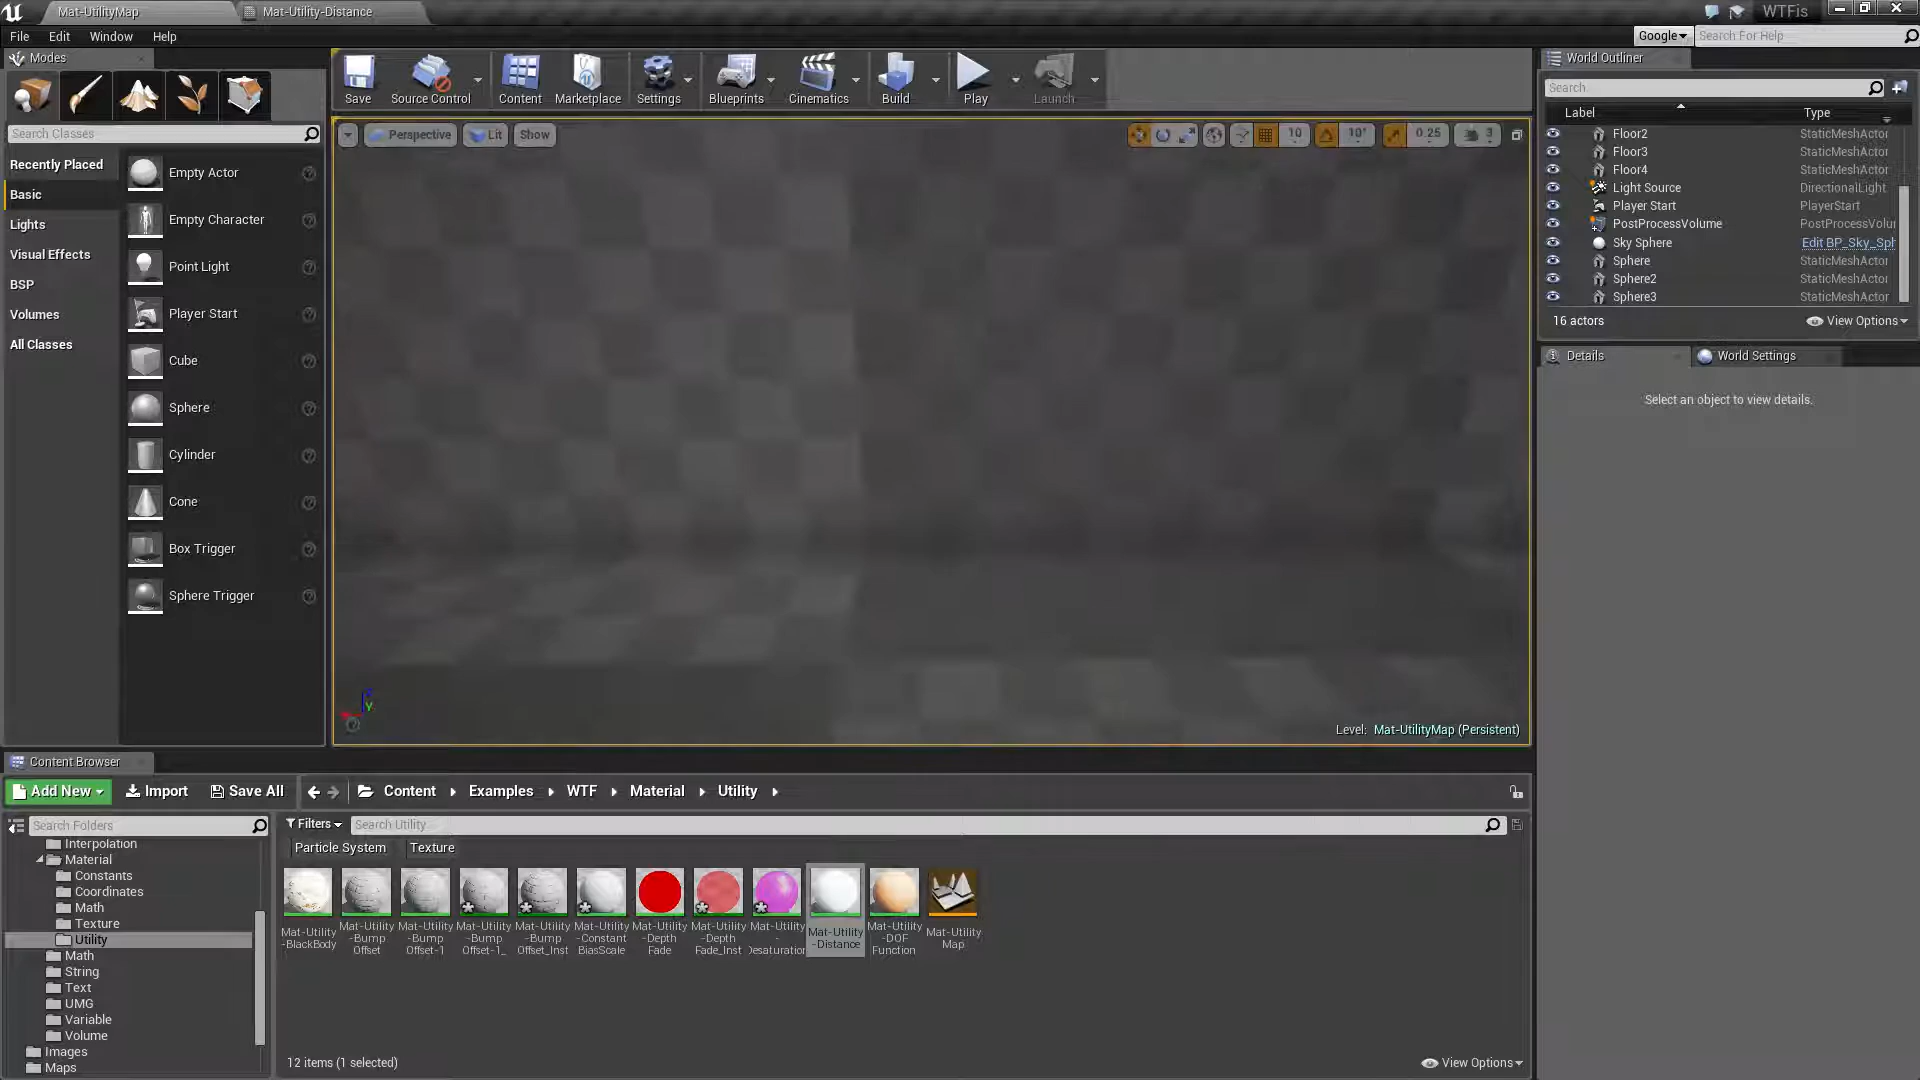 Mat-UtilityMap
Mat-Utility-Distance
WTFis
File
Edit
Window
Help
Google
Search For Help
Modes
Search Classes
Recently Placed
Basic
Lights
Visual Effects
BSP
Volumes
All Classes
Empty Actor
Empty Character
Point Light
Player Start
Cube
Sphere
Cylinder
Cone
Box Trigger
Sphere Trigger
Save
Source Control
Content
Marketplace
Settings
Blueprints
Cinematics
Build
Play
Launch
Perspective
Lit
Show
10
10°
0.25
3
Y
Level: Mat-UtilityMap (Persistent)
World Outliner
Search
Label
Type
Floor2 StaticMeshActor
Floor3 StaticMeshActor
Floor4 StaticMeshActor
Light Source DirectionalLight
Player Start PlayerStart
PostProcessVolume PostProcessVolu
Sky Sphere Edit BP_Sky_Sph
Sphere StaticMeshActor
Sphere2 StaticMeshActor
Sphere3 StaticMeshActor
16 actors
View Options
Details
World Settings
Select an object to view details.
Content Browser
Add New
Import
Save All
Content
Examples
WTF
Material
Utility
Search Folders
Interpolation
Material
Constants
Coordinates
Math
Texture
Utility
Math
String
Text
UMG
Variable
Volume
Images
Maps
Filters
Search Utility
Particle System
Texture
Mat-Utility
-BlackBody
Mat-Utility
-Bump
Offset
Mat-Utility
-Bump
Offset-1
Mat-Utility
-Bump
Offset-1_
Mat-Utility
-Bump
Offset_Inst
Mat-Utility
-Constant
BiasScale
Mat-Utility
-Depth
Fade
Mat-Utility
-Depth
Fade_Inst
Mat-Utility
-
Desaturation
Mat-Utility
-Distance
Mat-Utility
-DOF
Function
Mat-Utility
Map
12 items (1 selected)
View Options